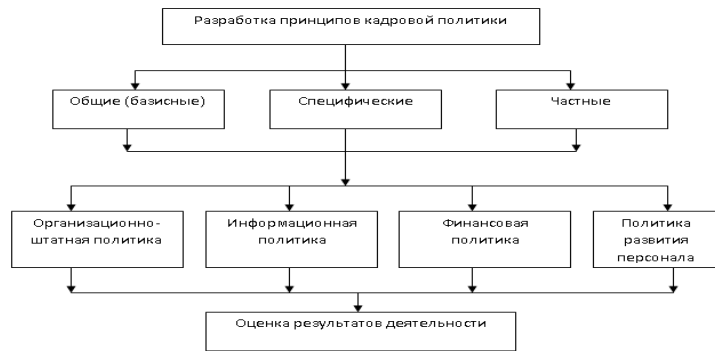 Разработка принципов кадровой политики
Общие (базисные)
Специфические
Частные
Организационно-
штатная политика
Информационная
политика
Финансовая
политика
Политика
развития
персонала
Оценка результатов деятельности